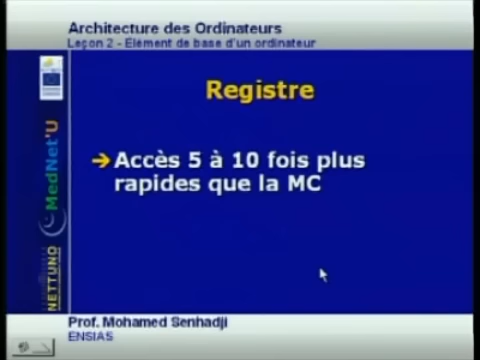 Architecture des Ordinateurs
Leçon 2 - Elément de base d'un ordinateur
Registre
Accès 5 à 10 fois plus
rapides que la MC
MedNet'U
NETTUNO
Prof. Mohamed Senhadji
ENSIAS